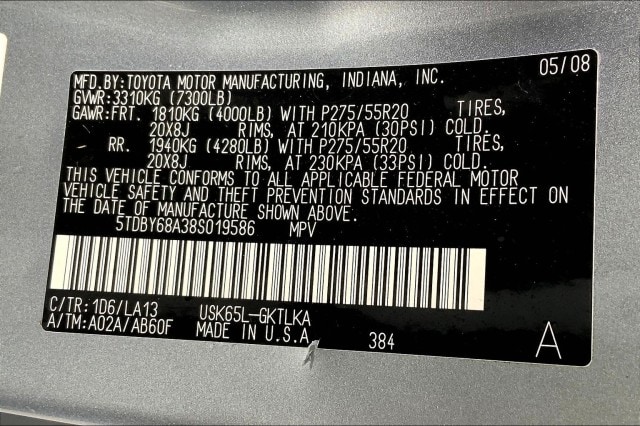 05/08
MFD.BY:TOYOTA MOTOR MANUFACTURING, INDIANA, INC.
GVWR:3310KG (7300LB)
GAWR:FRT. 1810KG (4000LB) WITH P275/55R20 TIRES,
20X8J RIMS, AT 210KPA (30PSI) COLD.
RR. 1940KG (4280LB) WITH P275/55R20 TIRES,
20X8J RIMS, AT 230KPA (33PSI) COLD.
THIS VEHICLE CONFORMS TO ALL APPLICABLE FEDERAL MOTOR
VEHICLE SAFETY AND THEFT PREVENTION STANDARDS IN EFFECT ON
THE DATE OF MANUFACTURE SHOWN ABOVE.
5TDBY68A38S019586 MPV
C/TR:1D6/LA13 USK65L-GKTLKA
A/TM:A02A/AB60F MADE IN U.S.A 384 A